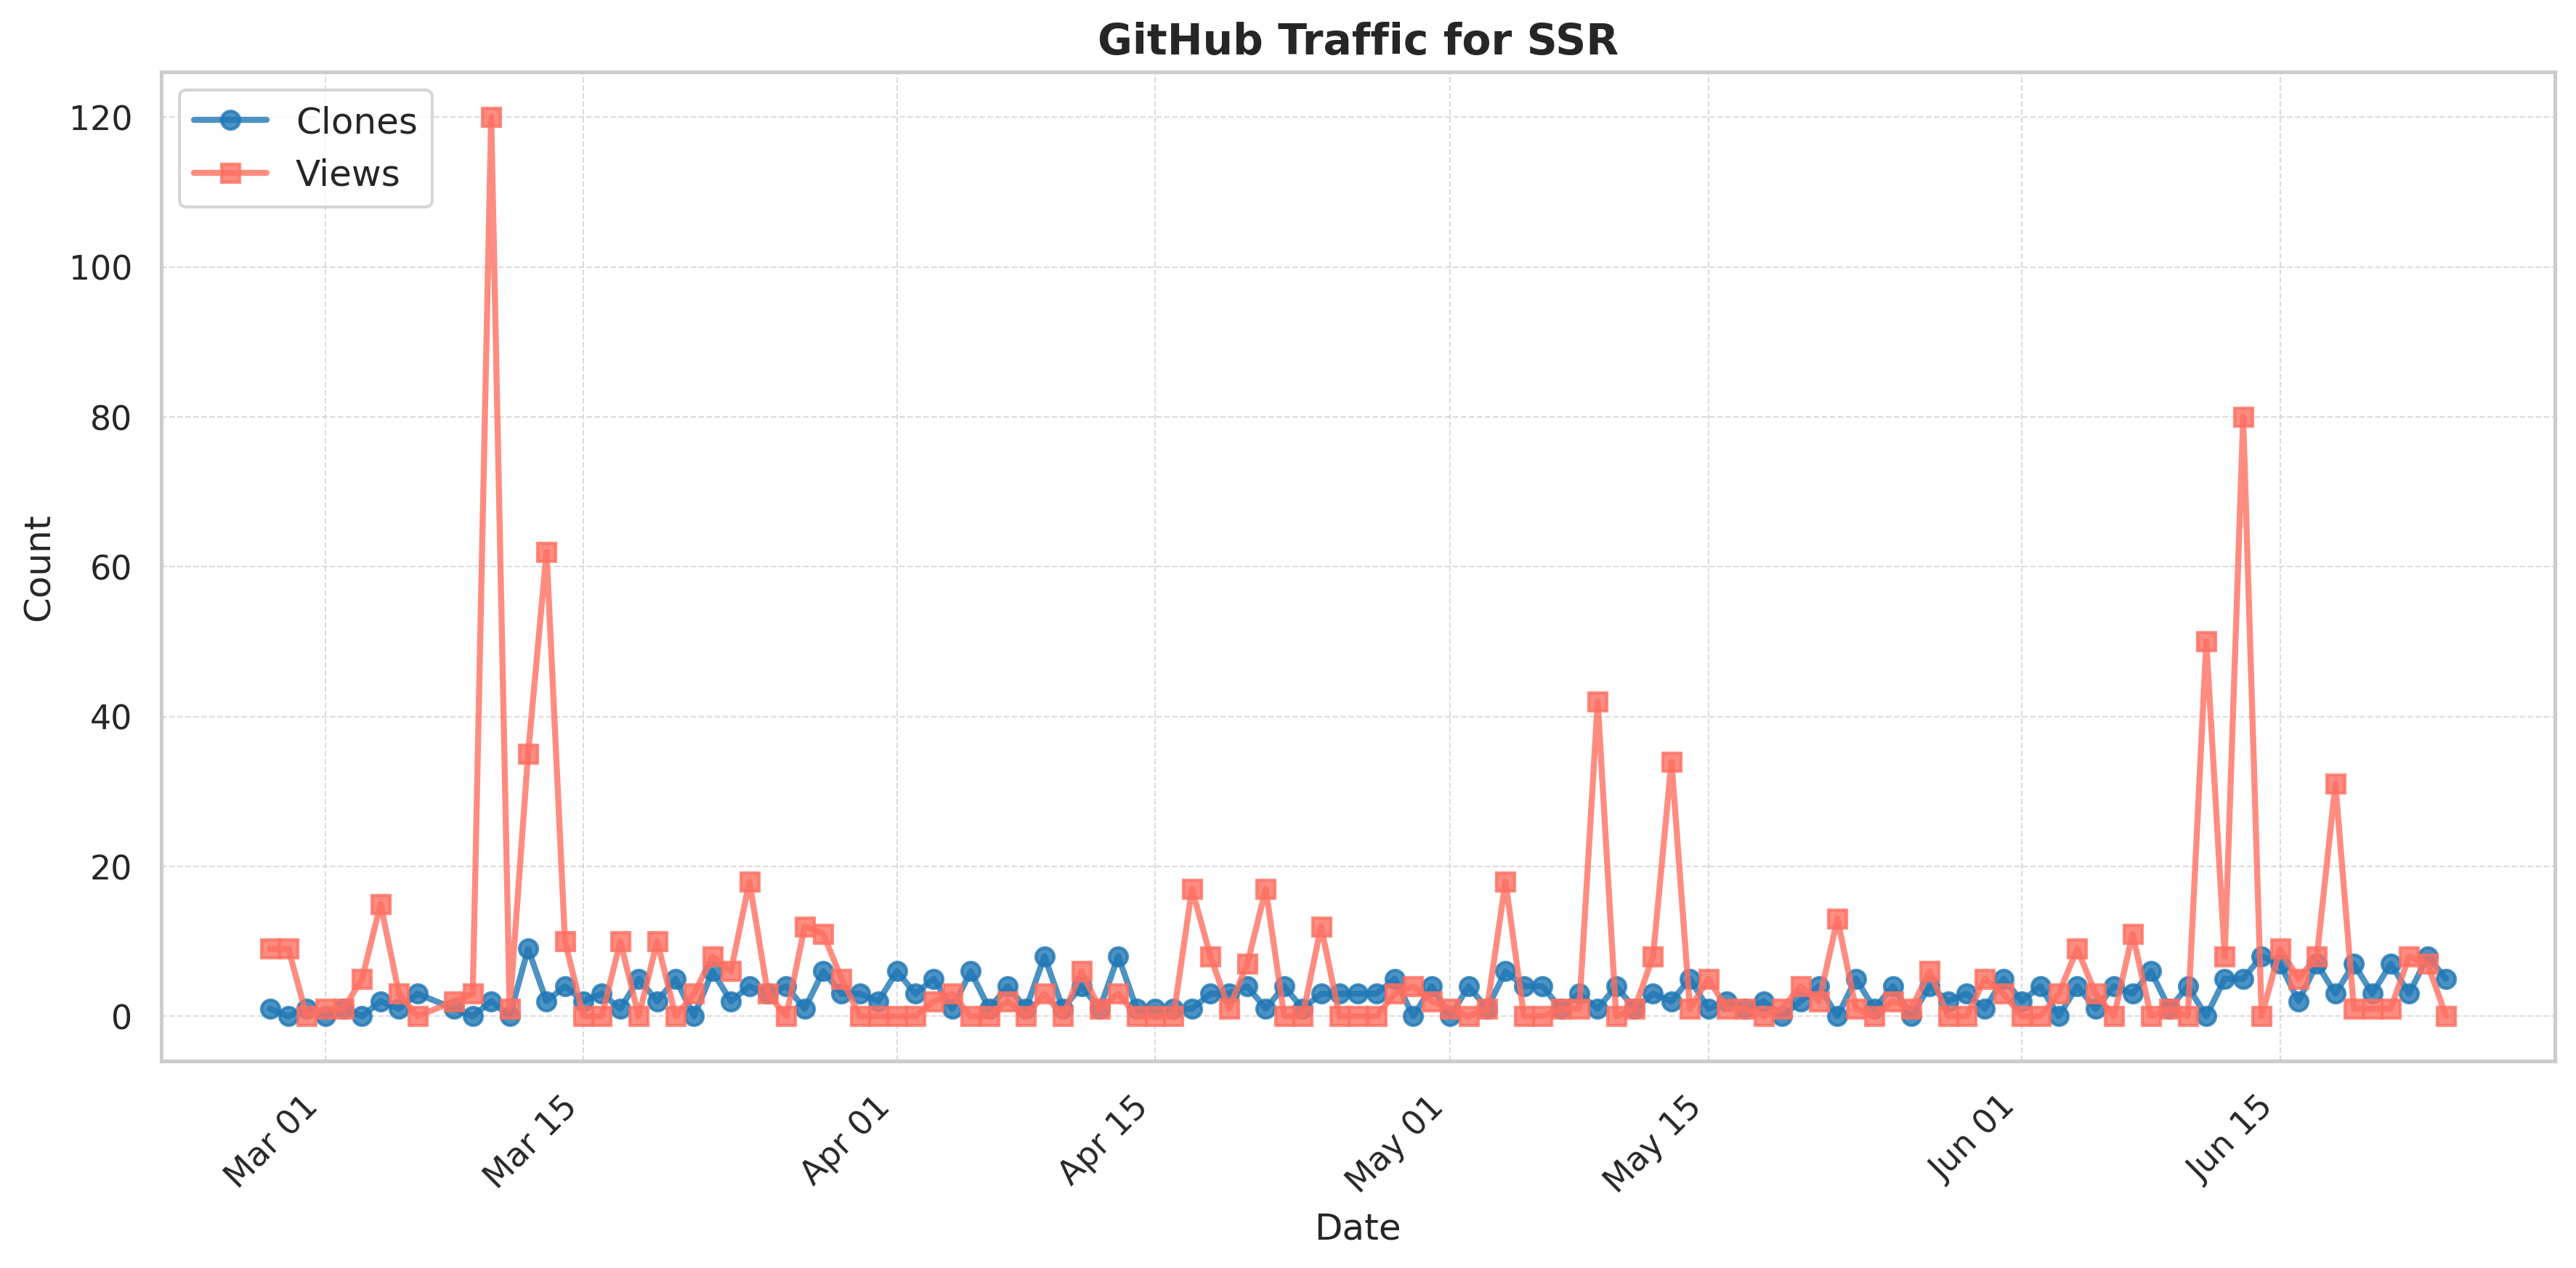 GitHub Traffic for SSR
Clones
Views
120
100
80
60
40
20
0
Count
Mar 01
Mar 15
Apr 01
Apr 15
May 01
May 15
Jun 01
Jun 15
Date